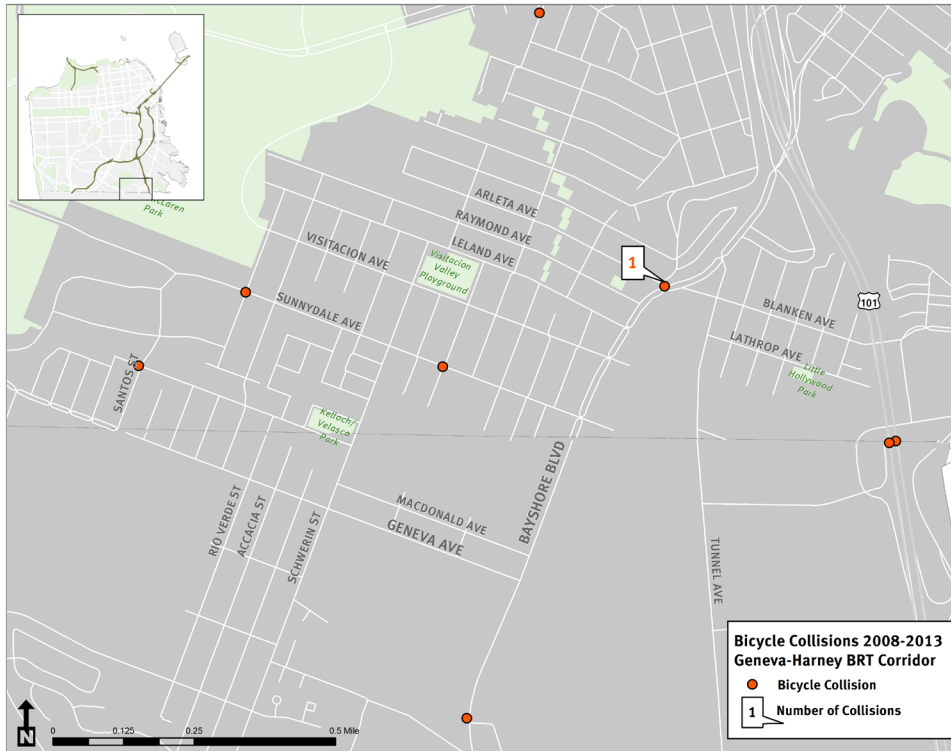 McLaren
Park
ARLETA AVE
RAYMOND AVE
LELAND AVE
VISITACION AVE
Visitacion
Valley
Playground
1
SUNNYDALE AVE
101
BLANKEN AVE
LATHROP AVE
Little
Hollywood
Park
SANTOS ST
Kelloch/
Velasco
Park
BAYSHORE BLVD
RIO VERDE ST
ACCACIA ST
SCHWERIN ST
MACDONALD AVE
GENEVA AVE
TUNNEL AVE
Bicycle Collisions 2008-2013
Geneva-Harney BRT Corridor
Bicycle Collision
1 Number of Collisions
N
0 0.125 0.25 0.5 Mile